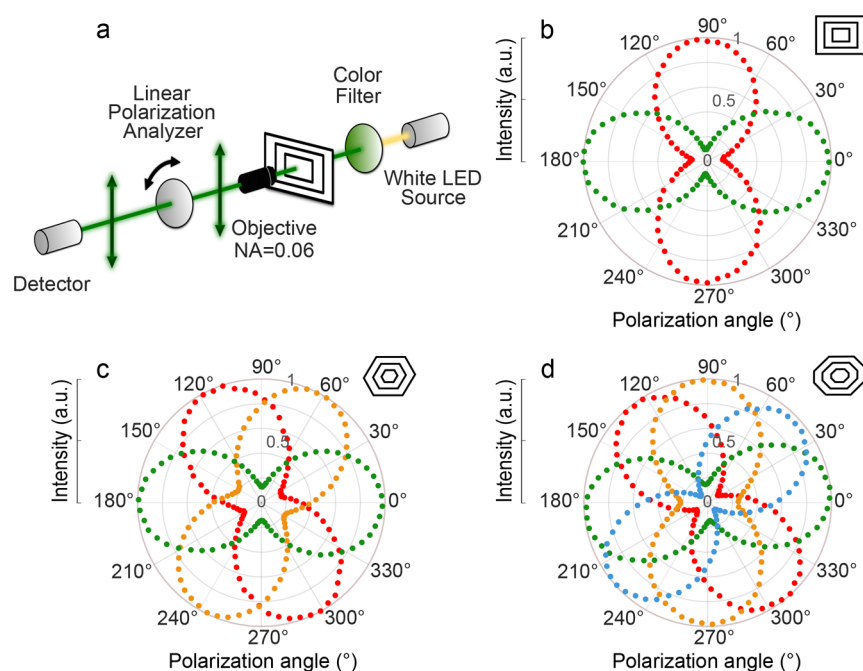 a
Linear
Polarization
Analyzer
Color
Filter
White LED
Source
Objective
NA=0.06
Detector
b
Intensity (a.u.)
90°
120°
1
60°
150°
0.5
30°
180°
0
0°
210°
330°
240°
300°
270°
Polarization angle (°)
c
Intensity (a.u.)
90°
120°
1
60°
150°
0.5
30°
180°
0
0°
210°
330°
240°
300°
270°
Polarization angle (°)
d
Intensity (a.u.)
90°
120°
1
60°
150°
0.5
30°
180°
0
0°
210°
330°
240°
300°
270°
Polarization angle (°)